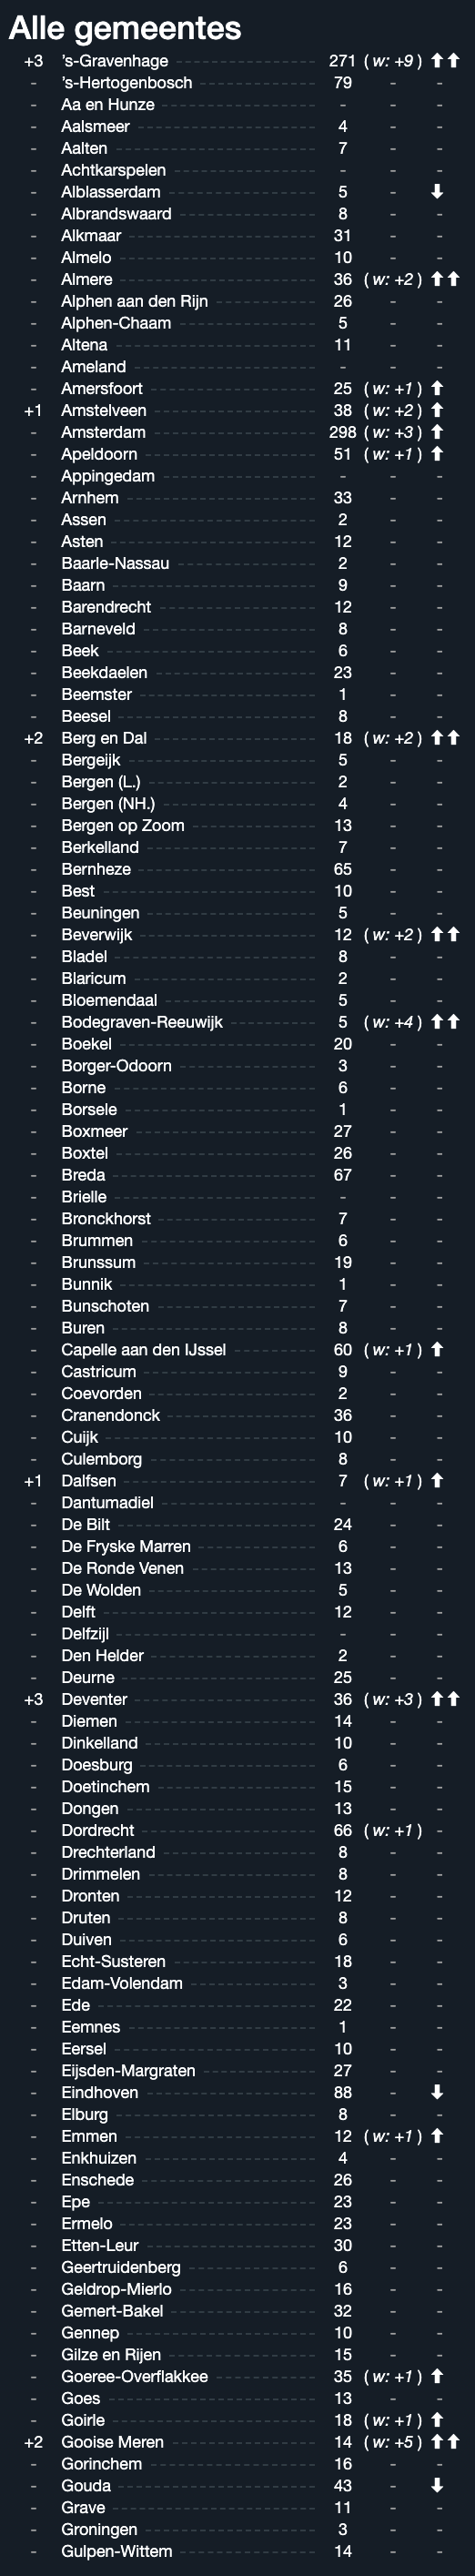 Alle gemeentes
+3 's-Gravenhage 271 ( w: +9 ) ⬆⬆
- 's-Hertogenbosch 79 - -
- Aa en Hunze - - -
- Aalsmeer 4 - -
- Aalten 7 - -
- Achtkarspelen - - -
- Alblasserdam 5 - ⬇
- Albrandswaard 8 - -
- Alkmaar 31 - -
- Almelo 10 - -
- Almere 36 ( w: +2 ) ⬆⬆
- Alphen aan den Rijn 26 - -
- Alphen-Chaam 5 - -
- Altena 11 - -
- Ameland - - -
- Amersfoort 25 ( w: +1 ) ⬆
+1 Amstelveen 38 ( w: +2 ) ⬆
- Amsterdam 298 ( w: +3 ) ⬆
- Apeldoorn 51 ( w: +1 ) ⬆
- Appingedam - - -
- Arnhem 33 - -
- Assen 2 - -
- Asten 12 - -
- Baarle-Nassau 2 - -
- Baarn 9 - -
- Barendrecht 12 - -
- Barneveld 8 - -
- Beek 6 - -
- Beekdaelen 23 - -
- Beemster 1 - -
- Beesel 8 - -
+2 Berg en Dal 18 ( w: +2 ) ⬆⬆
- Bergeijk 5 - -
- Bergen (L.) 2 - -
- Bergen (NH.) 4 - -
- Bergen op Zoom 13 - -
- Berkelland 7 - -
- Bernheze 65 - -
- Best 10 - -
- Beuningen 5 - -
- Beverwijk 12 ( w: +2 ) ⬆⬆
- Bladel 8 - -
- Blaricum 2 - -
- Bloemendaal 5 - -
- Bodegraven-Reeuwijk 5 ( w: +4 ) ⬆⬆
- Boekel 20 - -
- Borger-Odoorn 3 - -
- Borne 6 - -
- Borsele 1 - -
- Boxmeer 27 - -
- Boxtel 26 - -
- Breda 67 - -
- Brielle - - -
- Bronckhorst 7 - -
- Brummen 6 - -
- Brunssum 19 - -
- Bunnik 1 - -
- Bunschoten 7 - -
- Buren 8 - -
- Capelle aan den IJssel 60 ( w: +1 ) ⬆
- Castricum 9 - -
- Coevorden 2 - -
- Cranendonck 36 - -
- Cuijk 10 - -
- Culemborg 8 - -
+1 Dalfsen 7 ( w: +1 ) ⬆
- Dantumadiel - - -
- De Bilt 24 - -
- De Fryske Marren 6 - -
- De Ronde Venen 13 - -
- De Wolden 5 - -
- Delft 12 - -
- Delfzijl - - -
- Den Helder 2 - -
- Deurne 25 - -
+3 Deventer 36 ( w: +3 ) ⬆⬆
- Diemen 14 - -
- Dinkelland 10 - -
- Doesburg 6 - -
- Doetinchem 15 - -
- Dongen 13 - -
- Dordrecht 66 ( w: +1 ) -
- Drechterland 8 - -
- Drimmelen 8 - -
- Dronten 12 - -
- Druten 8 - -
- Duiven 6 - -
- Echt-Susteren 18 - -
- Edam-Volendam 3 - -
- Ede 22 - -
- Eemnes 1 - -
- Eersel 10 - -
- Eijsden-Margraten 27 - -
- Eindhoven 88 - ⬇
- Elburg 8 - -
- Emmen 12 ( w: +1 ) ⬆
- Enkhuizen 4 - -
- Enschede 26 - -
- Epe 23 - -
- Ermelo 23 - -
- Etten-Leur 30 - -
- Geertruidenberg 6 - -
- Geldrop-Mierlo 16 - -
- Gemert-Bakel 32 - -
- Gennep 10 - -
- Gilze en Rijen 15 - -
- Goeree-Overflakkee 35 ( w: +1 ) ⬆
- Goes 13 - -
- Goirle 18 ( w: +1 ) ⬆
+2 Gooise Meren 14 ( w: +5 ) ⬆⬆
- Gorinchem 16 - -
- Gouda 43 - ⬇
- Grave 11 - -
- Groningen 3 - -
- Gulpen-Wittem 14 - -